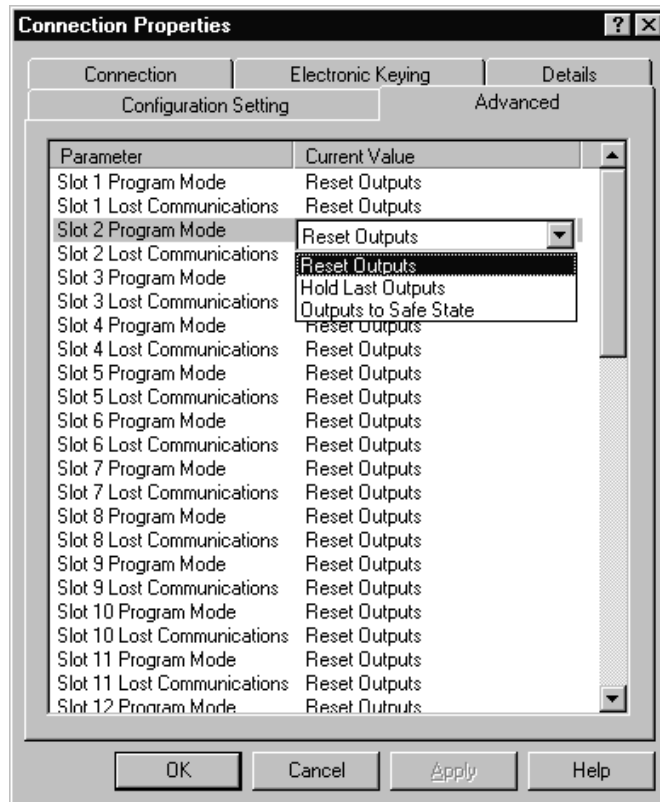 Connection Properties
Connection Electronic Keying Details
Configuration Setting Advanced
Parameter Current Value
Slot 1 Program Mode Reset Outputs
Slot 1 Lost Communications Reset Outputs
Slot 2 Program Mode Reset Outputs
Slot 2 Lost Communications Reset Outputs
Slot 3 Program Mode Hold Last Outputs
Slot 3 Lost Communications Outputs to Safe State
Slot 4 Program Mode Reset Outputs
Slot 4 Lost Communications Reset Outputs
Slot 5 Program Mode Reset Outputs
Slot 5 Lost Communications Reset Outputs
Slot 6 Program Mode Reset Outputs
Slot 6 Lost Communications Reset Outputs
Slot 7 Program Mode Reset Outputs
Slot 7 Lost Communications Reset Outputs
Slot 8 Program Mode Reset Outputs
Slot 8 Lost Communications Reset Outputs
Slot 9 Program Mode Reset Outputs
Slot 9 Lost Communications Reset Outputs
Slot 10 Program Mode Reset Outputs
Slot 10 Lost Communications Reset Outputs
Slot 11 Program Mode Reset Outputs
Slot 11 Lost Communications Reset Outputs
Slot 12 Program Mode Reset Outputs
OK Cancel Apply Help